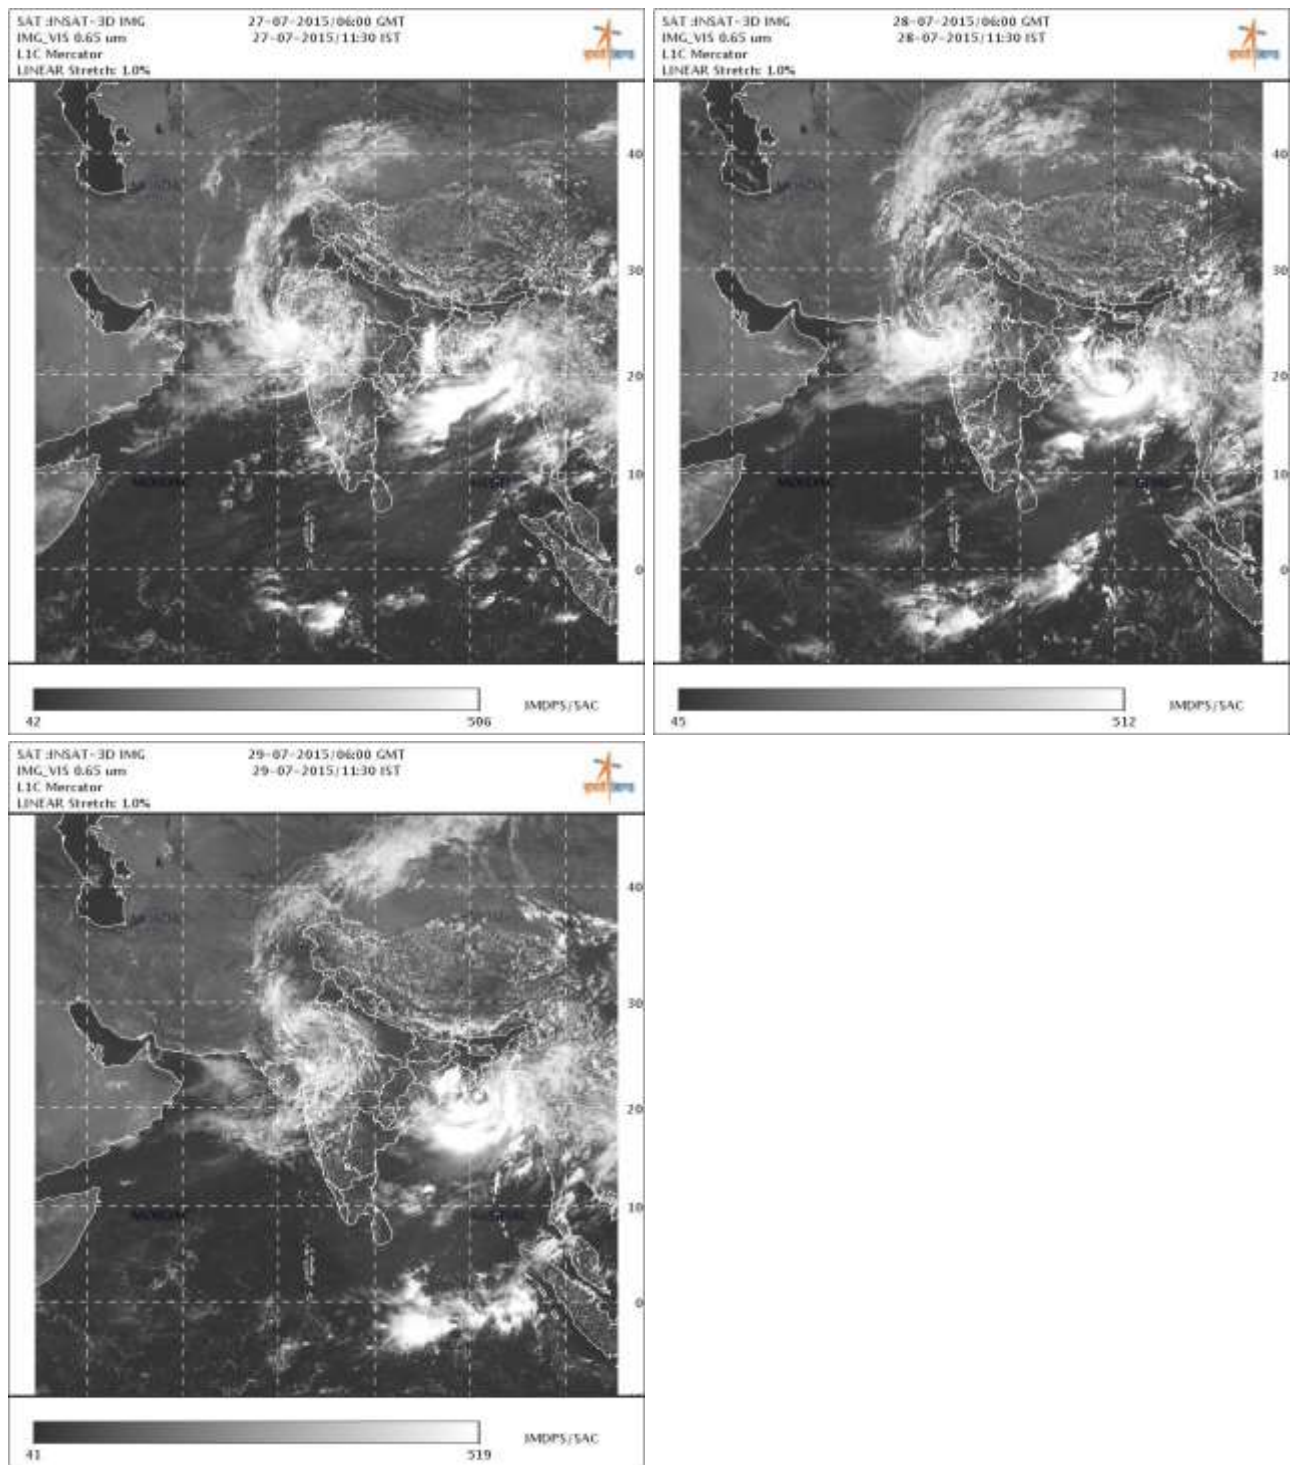 SAT :INSAT-3D IMG
IMG_VIS 0.65 um
L1C Mercator
LINEAR Stretch: 1.0%
27-07-2015/06:00 GMT
27-07-2015/11:30 IST
40
30
20
10
0
42
506
IMDPS/SAC
SAT :INSAT-3D IMG
IMG_VIS 0.65 um
L1C Mercator
LINEAR Stretch: 1.0%
28-07-2015/06:00 GMT
28-07-2015/11:30 IST
40
30
20
10
0
45
512
IMDPS/SAC
SAT :INSAT-3D IMG
IMG_VIS 0.65 um
L1C Mercator
LINEAR Stretch: 1.0%
29-07-2015/06:00 GMT
29-07-2015/11:30 IST
40
30
20
10
0
41
519
IMDPS/SAC